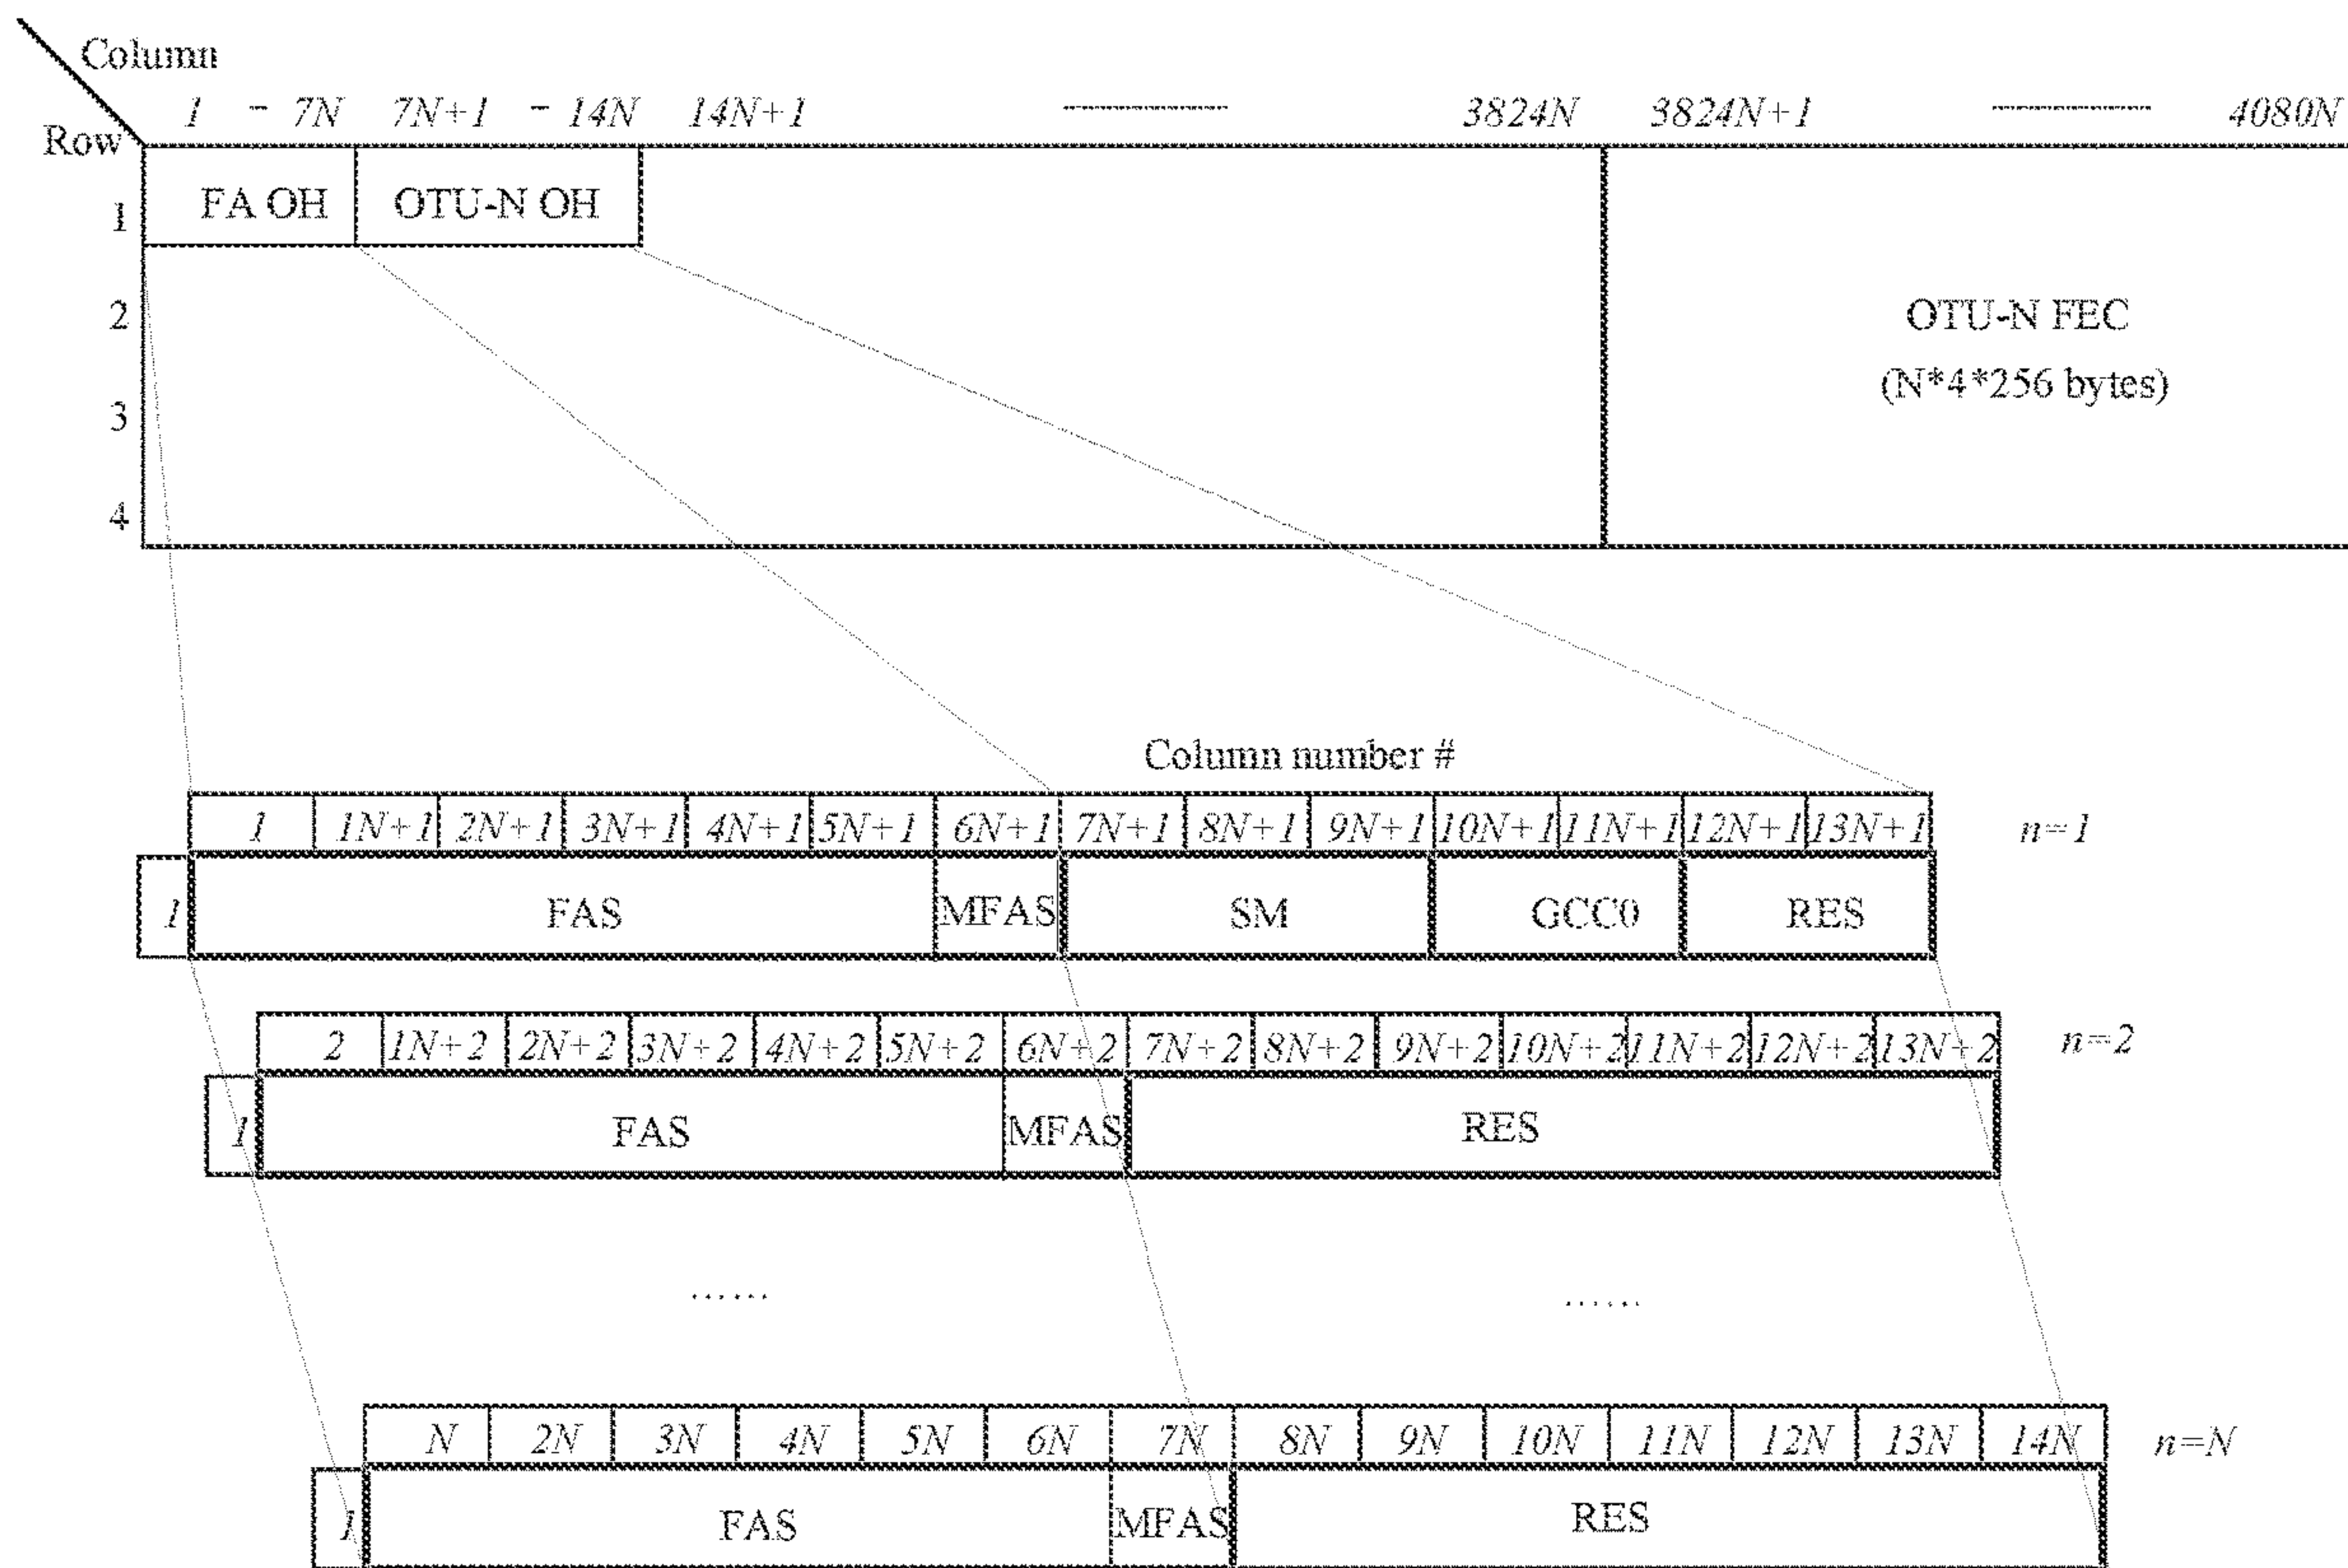 Column
1 - 7N 7N+1 - 14N 14N+1 ---------- 3824N 3824N+1 ---------- 4080N
Row
FA OH OTU-N OH
1
2
3
4
OTU-N FEC
(N*4*256 bytes)
Column number #
1 1N+1 2N+1 3N+1 4N+1 5N+1 6N+1 7N+1 8N+1 9N+1 10N+1 11N+1 12N+1 13N+1 n=1
1 FAS MFAS SM GCC0 RES
2 1N+2 2N+2 3N+2 4N+2 5N+2 6N+2 7N+2 8N+2 9N+2 10N+2 11N+2 12N+2 13N+2 n=2
1 FAS MFAS RES
...... ......
N 2N 3N 4N 5N 6N 7N 8N 9N 10N 11N 12N 13N 14N n=N
1 FAS MFAS RES